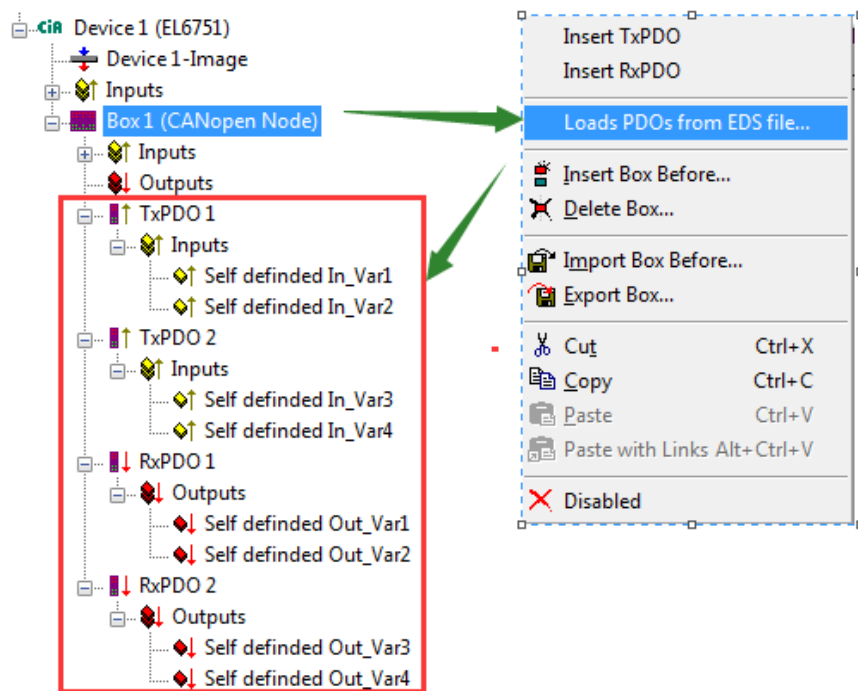 CiA Device 1 (EL6751)
Device 1-Image
Inputs
Box 1 (CANopen Node)
Inputs
Outputs
TxPDO 1
Inputs
Self definded In_Var1
Self definded In_Var2
TxPDO 2
Inputs
Self definded In_Var3
Self definded In_Var4
RxPDO 1
Outputs
Self definded Out_Var1
Self definded Out_Var2
RxPDO 2
Outputs
Self definded Out_Var3
Self definded Out_Var4
Insert TxPDO
Insert RxPDO
Loads PDOs from EDS file...
Insert Box Before...
Delete Box...
Import Box Before...
Export Box...
Cut Ctrl+X
Copy Ctrl+C
Paste Ctrl+V
Paste with Links Alt+Ctrl+V
Disabled